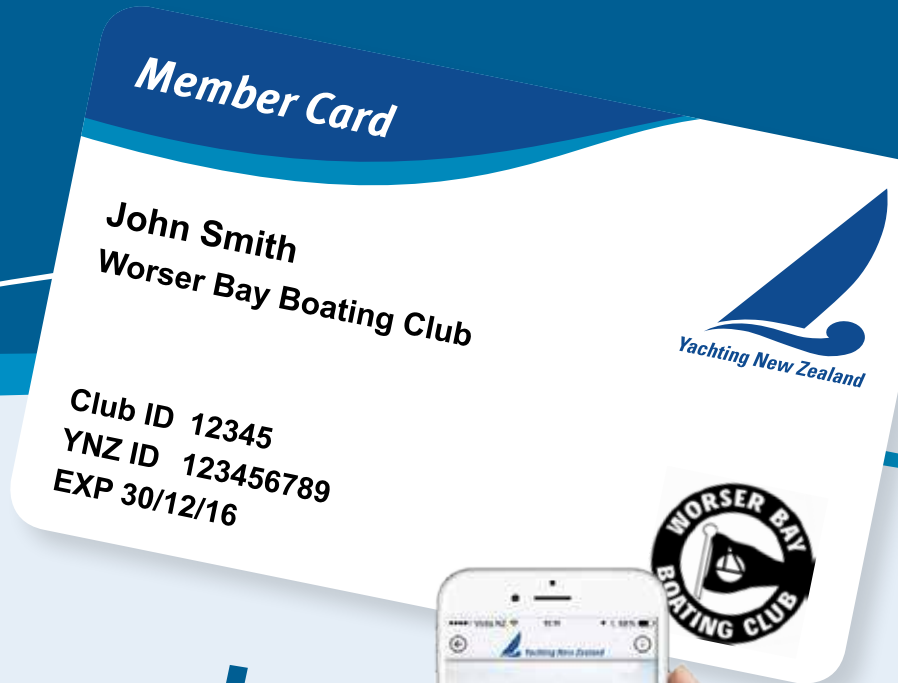 Member Card
John Smith
Worser Bay Boating Club
Yachting New Zealand
Club ID 12345
YNZ ID 123456789
EXP 30/12/16
WORSER BAY
BOATING CLUB
Yachting New Zealand